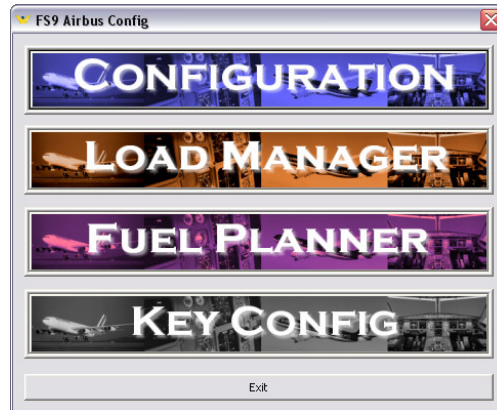 FS9 Airbus Config
CONFIGURATION
LOAD MANAGER
FUEL PLANNER
KEY CONFIG
Exit